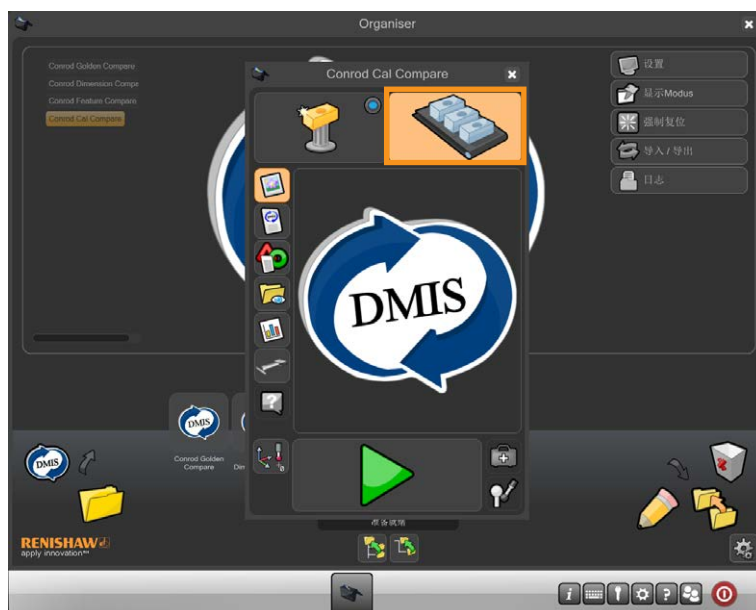 Organiser
Conrod Golden Compare
Conrod Dimension Compa
Conrod Feature Compare
Conrod Cal Compare
Conrod Cal Compare
设置
显示Modus
强制复位
导入 / 导出
日志
DMIS
DMIS
DMIS
Conrod Golden
Compare
Dim
准备就绪
RENISHAW
apply innovation™